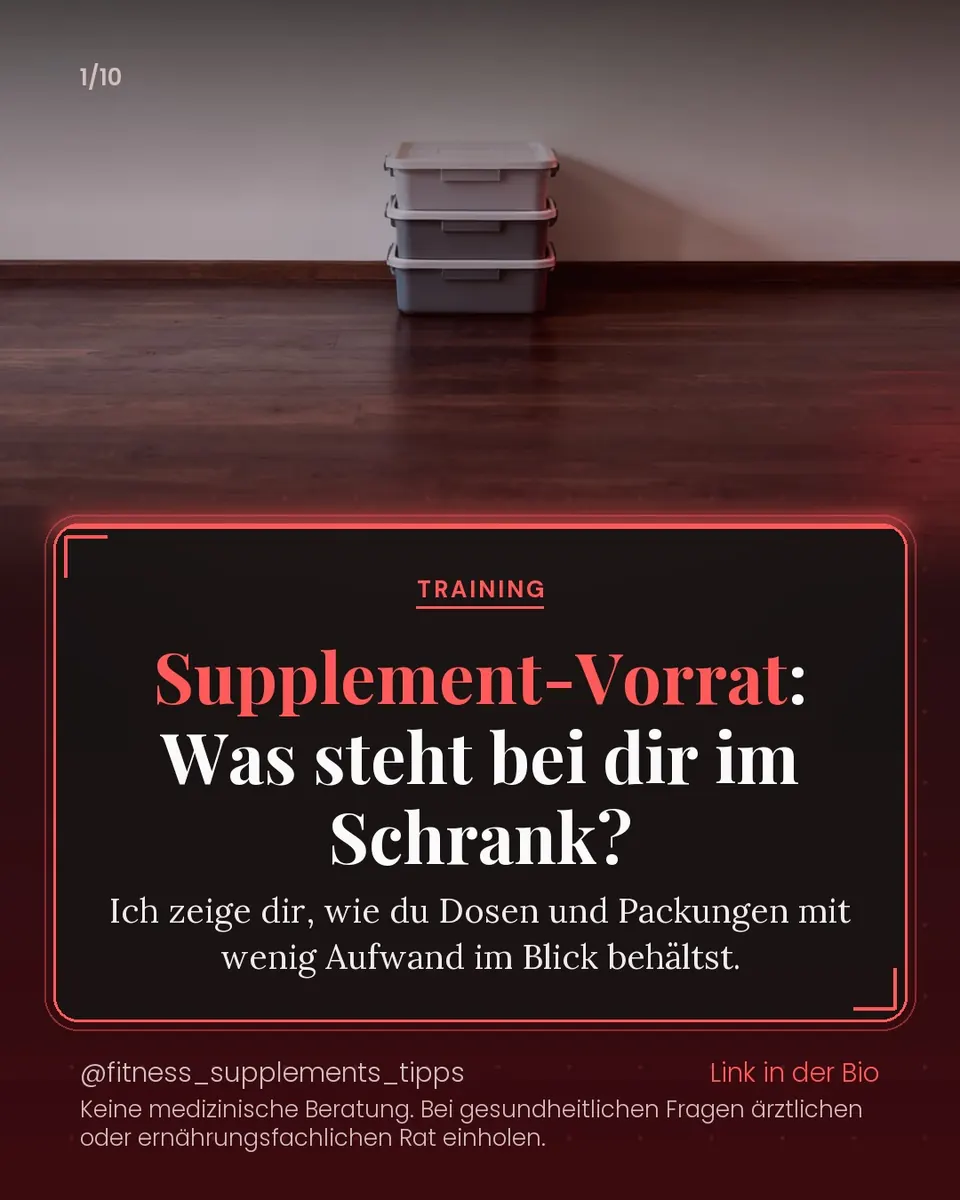 1/10
TRAINING
Supplement-Vorrat:
Was steht bei dir im
Schrank?
Ich zeige dir, wie du Dosen und Packungen mit
wenig Aufwand im Blick behältst.
@fitness_supplements_tipps
Link in der Bio
Keine medizinische Beratung. Bei gesundheitlichen Fragen ärztlichen
oder ernährungsfachlichen Rat einholen.